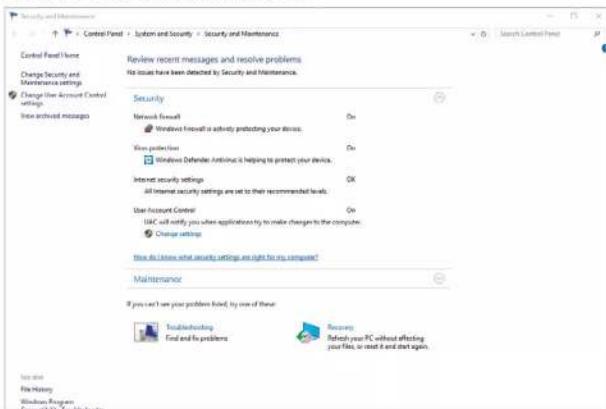 Security and Maintenance
Control Panel › System and Security › Security and Maintenance
Search Control Panel
Control Panel Home
Change Security and
Maintenance settings
Change User Account Control
settings
View archived messages
Review recent messages and resolve problems
No issues have been detected by Security and Maintenance.
Security
Network firewall On
Windows Firewall is actively protecting your device.
Virus protection On
Windows Defender Antivirus is helping to protect your device.
Internet security settings OK
All Internet security settings are set to their recommended levels.
User Account Control On
UAC will notify you when applications try to make changes to the computer.
Change settings
How do I know what security settings are right for my computer?
Maintenance
If you can't see your problem listed, try one of these:
Troubleshooting
Find and fix problems
Recovery
Refresh your PC without affecting
your files, or reset it and start again.
See also
File History
Windows Program